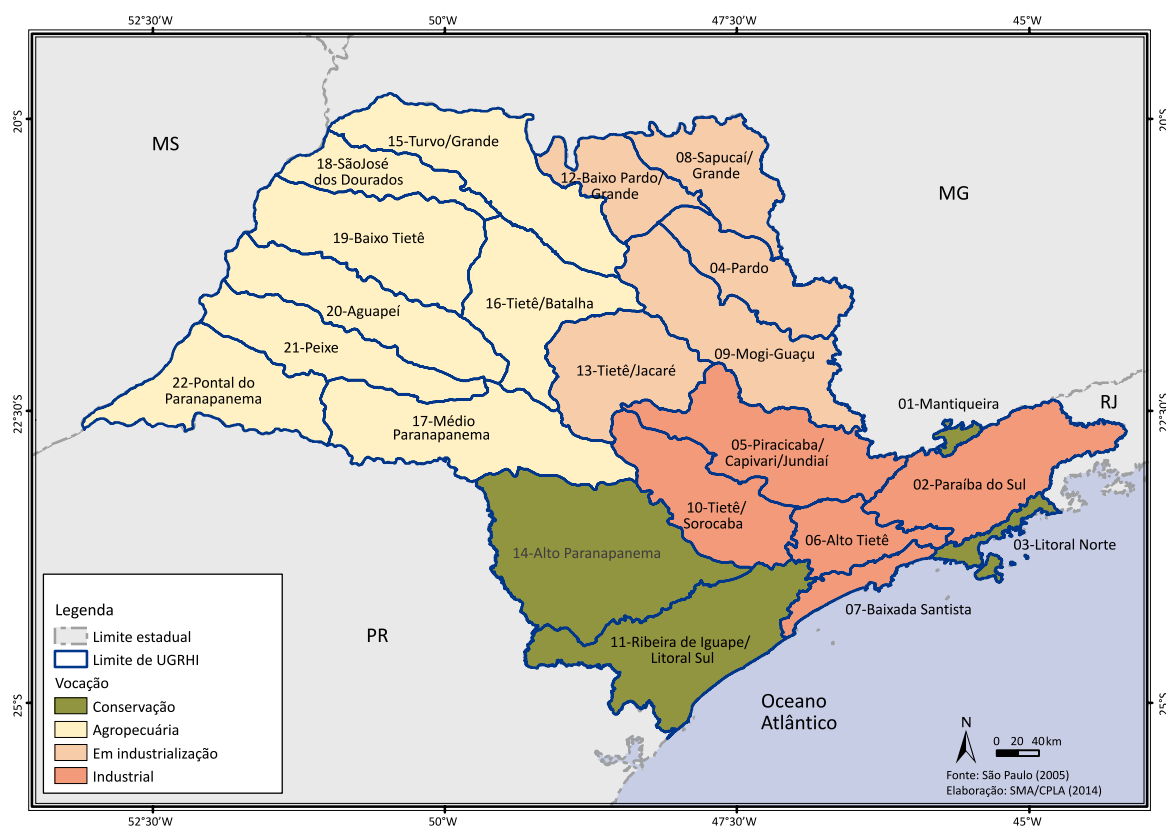 52°30'W
50°W
47°30'W
45°W
20°S
20°S
MS
15-Turvo/Grande
08-Sapucaí/
Grande
18-SãoJosé
dos Dourados
12-Baixo Pardo/
Grande
MG
19-Baixo Tietê
04-Pardo
16-Tietê/Batalha
20-Aguapeí
21-Peixe
09-Mogi-Guaçu
13-Tietê/Jacaré
22-Pontal do
Paranapanema
22°30'S
22°30'S
01-Mantiqueira
RJ
17-Médio
Paranapanema
05-Piracicaba/
Capivari/Jundiaí
02-Paraíba do Sul
10-Tietê/
Sorocaba
06-Alto Tietê
03-Litoral Norte
14-Alto Paranapanema
07-Baixada Santista
PR
11-Ribeira de Iguape/
Litoral Sul
Legenda
Limite estadual
Limite de UGRHI
Vocação
Conservação
Agropecuária
Em industrialização
Industrial
25°S
25°S
Oceano
Atlântico
N
0 20 40 km
Fonte: São Paulo (2005)
Elaboração: SMA/CPLA (2014)
52°30'W
50°W
47°30'W
45°W